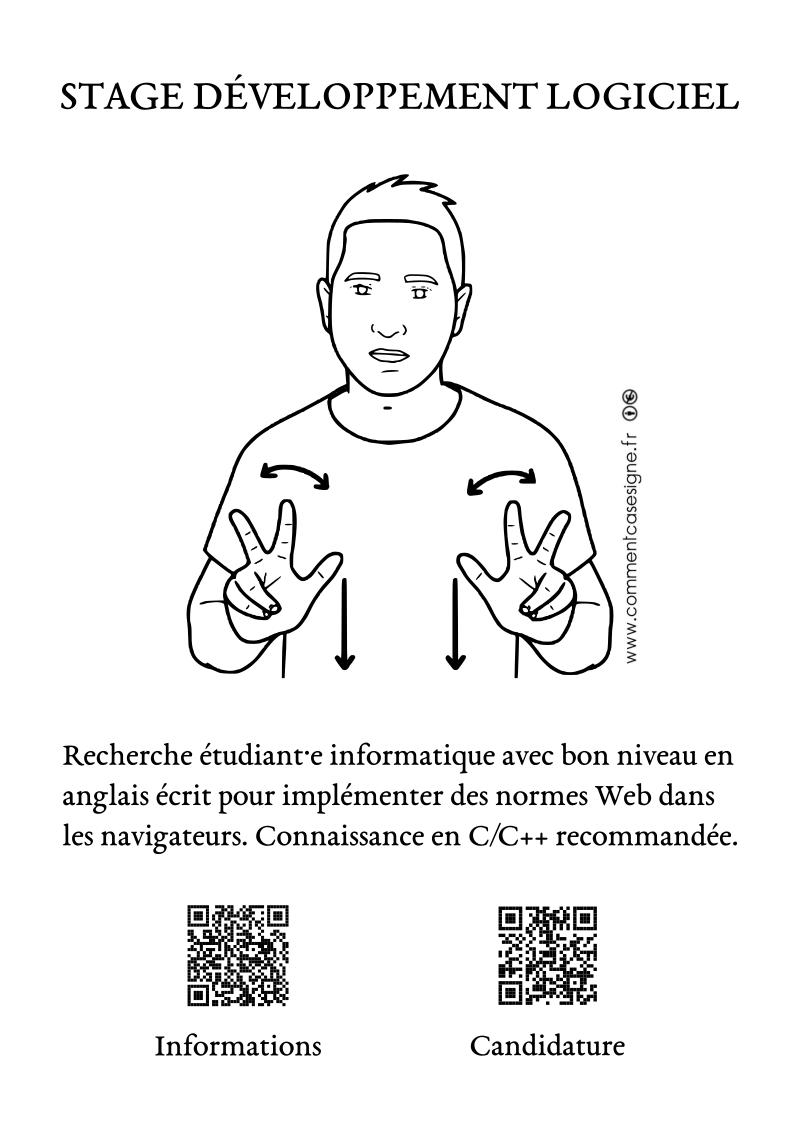 STAGE DÉVELOPPEMENT LOGICIEL
www.commentcasesigne.fr
Recherche étudiant·e informatique avec bon niveau en
anglais écrit pour implémenter des normes Web dans
les navigateurs. Connaissance en C/C++ recommandée.
Informations
Candidature